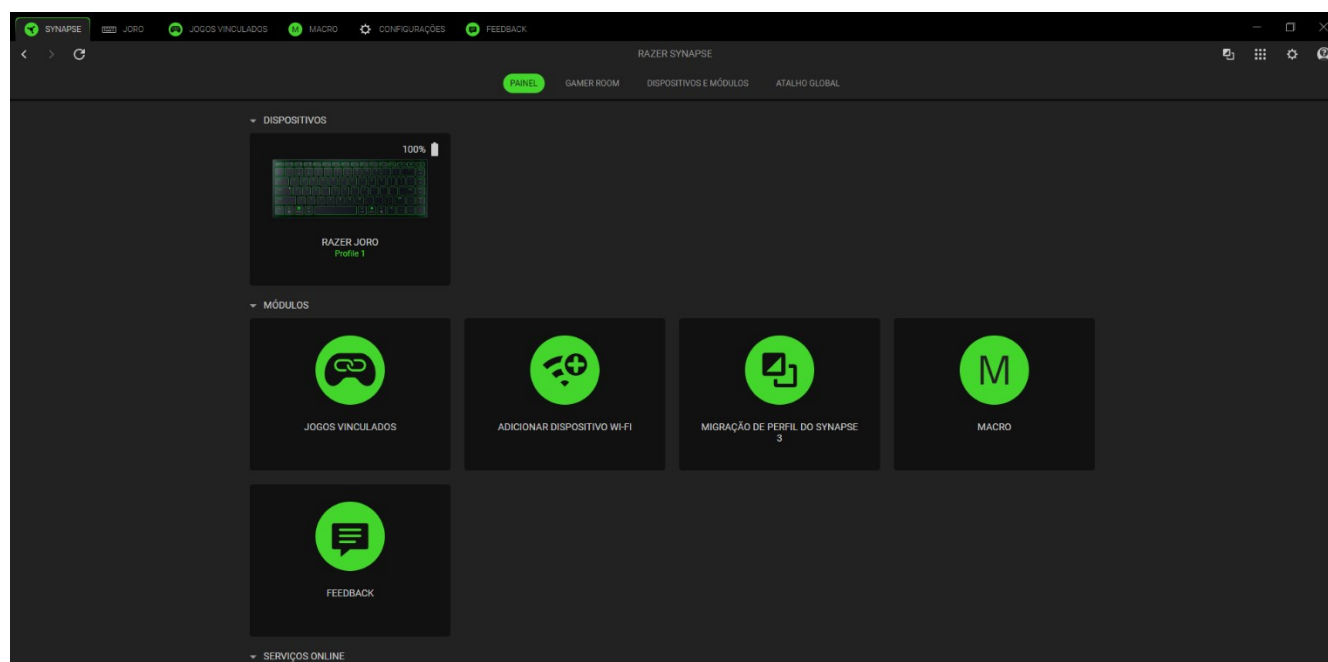 SYNAPSE
JORO
JOGOS VINCULADOS
M MACRO
CONFIGURAÇÕES
FEEDBACK
RAZER SYNAPSE
PAINEL
GAMER ROOM
DISPOSITIVOS E MÓDULOS
ATALHO GLOBAL
DISPOSITIVOS
100%
RAZER JORO
Profile 1
MÓDULOS
JOGOS VINCULADOS
ADICIONAR DISPOSITIVO WI-FI
MIGRAÇÃO DE PERFIL DO SYNAPSE
3
M
MACRO
FEEDBACK
SERVIÇOS ONLINE